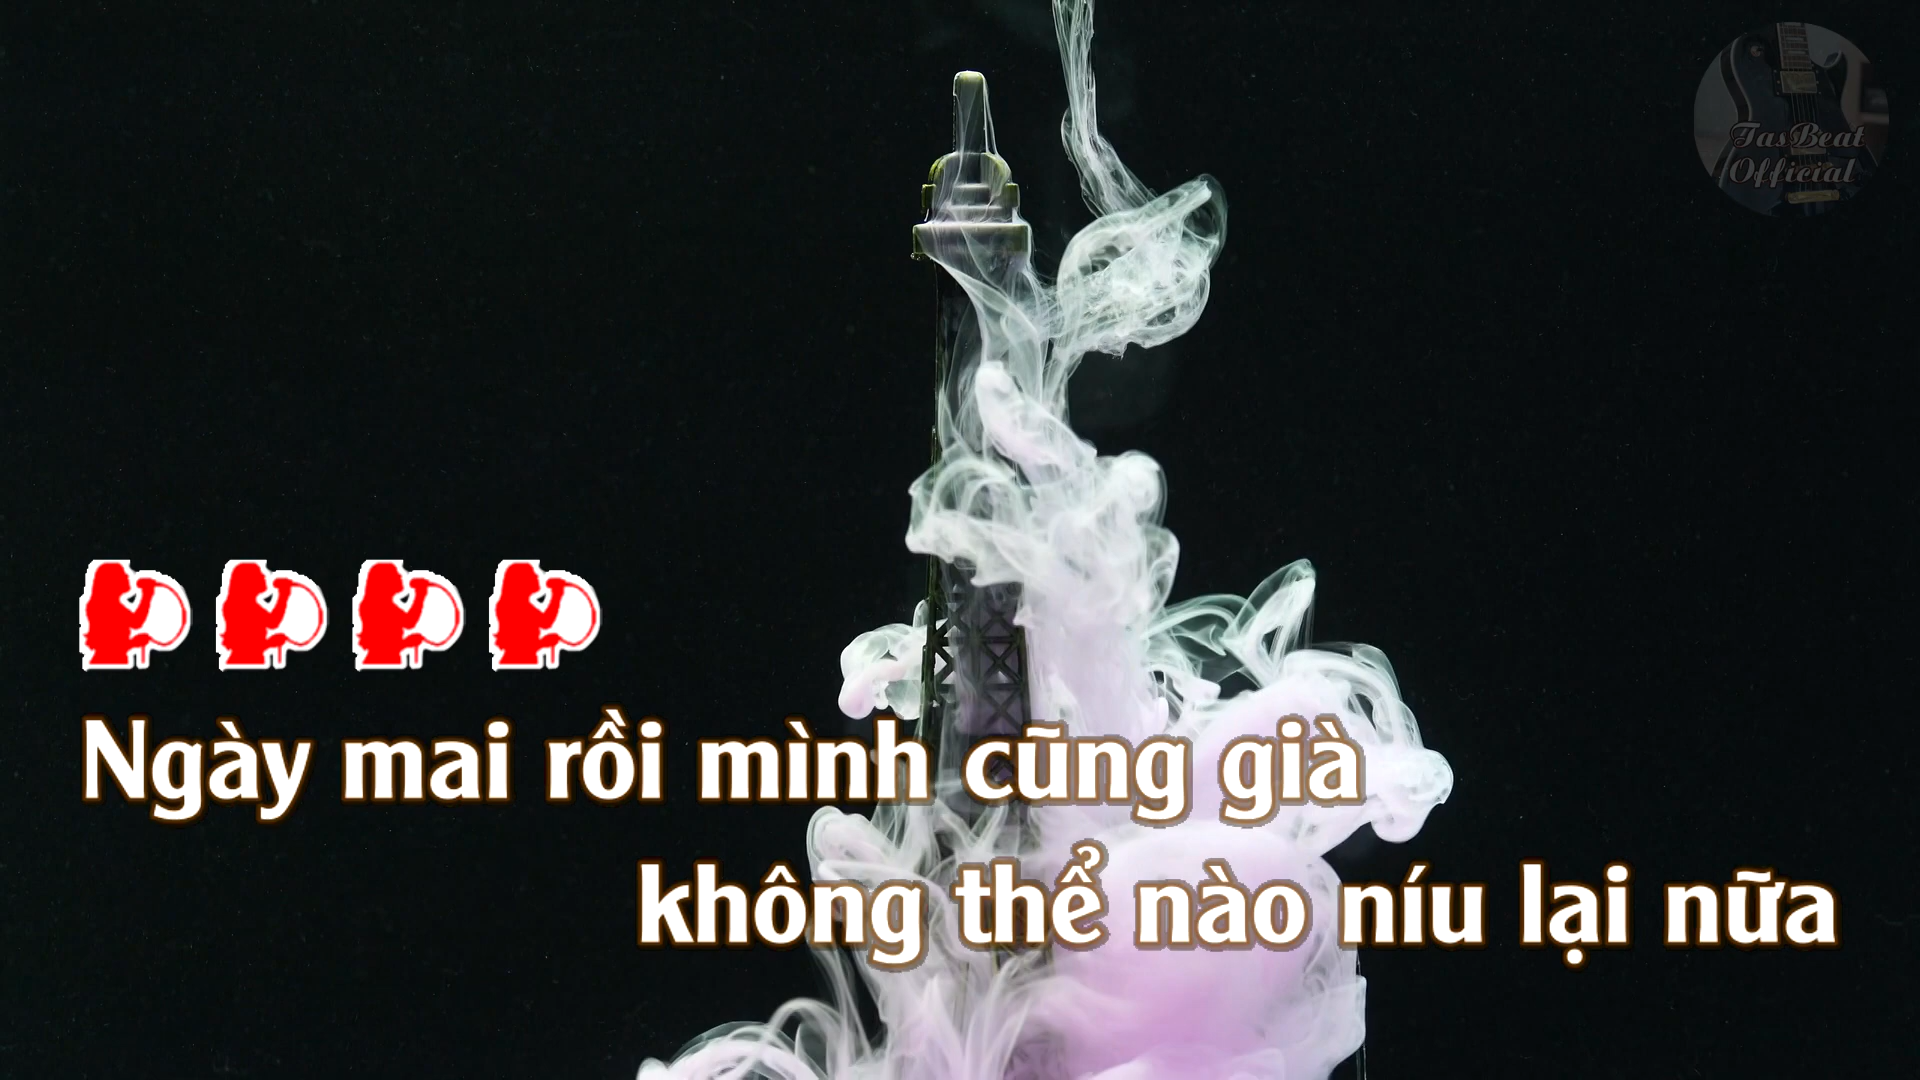 TasBeat
Official
Ngày mai rồi mình cũng già
không thể nào níu lại nữa